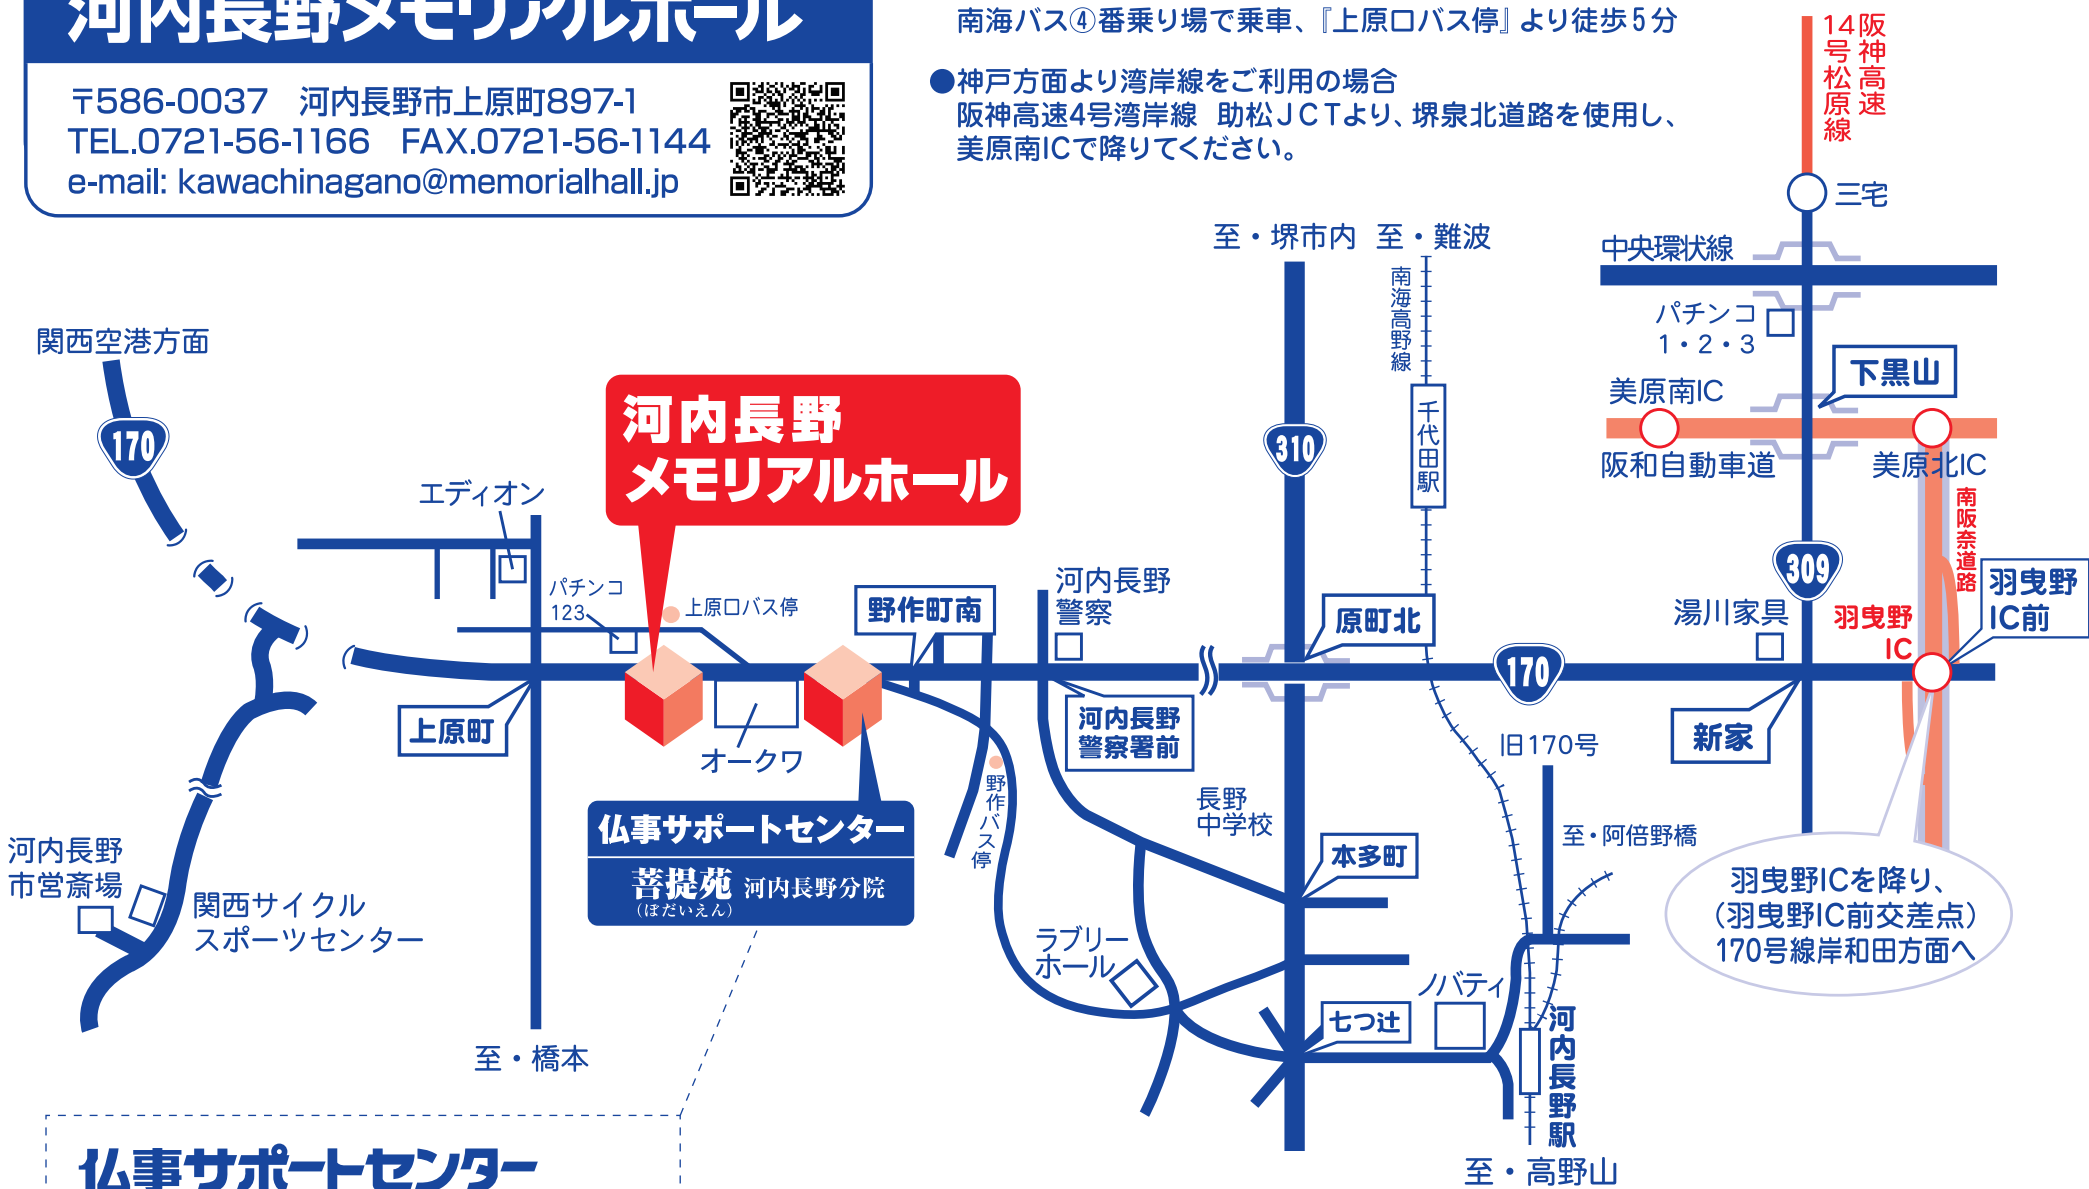 河内長野メモリアルホール
〒586-0037　河内長野市上原町897-1
TEL.0721-56-1166　FAX.0721-56-1144
e-mail: kawachinagano@memorialhall.jp
南海バス④番乗り場で乗車、『上原口バス停』より徒歩5分
●神戸方面より湾岸線をご利用の場合
阪神高速4号湾岸線　助松JCTより、堺泉北道路を使用し、
美原南ICで降りてください。
阪神高速
14号松原線
三宅
中央環状線
パチンコ
1・2・3
下黒山
美原南IC
阪和自動車道
美原北IC
南阪奈道路
309
湯川家具
羽曳野
IC
羽曳野
IC前
新家
羽曳野ICを降り、
(羽曳野IC前交差点)
170号線岸和田方面へ
至・堺市内
至・難波
南海高野線
310
千代田駅
原町北
170
旧170号
至・阿倍野橋
関西空港方面
170
エディオン
パチンコ
123
上原口バス停
河内長野
メモリアルホール
野作町南
河内長野
警察
上原町
オークワ
河内長野
警察署前
野作バス停
長野
中学校
本多町
仏事サポートセンター
菩提苑 河内長野分院
(ぼだいえん)
河内長野
市営斎場
関西サイクル
スポーツセンター
ラブリー
ホール
ノバティ
七つ辻
河内長野駅
至・橋本
至・高野山
仏事サポートセンター